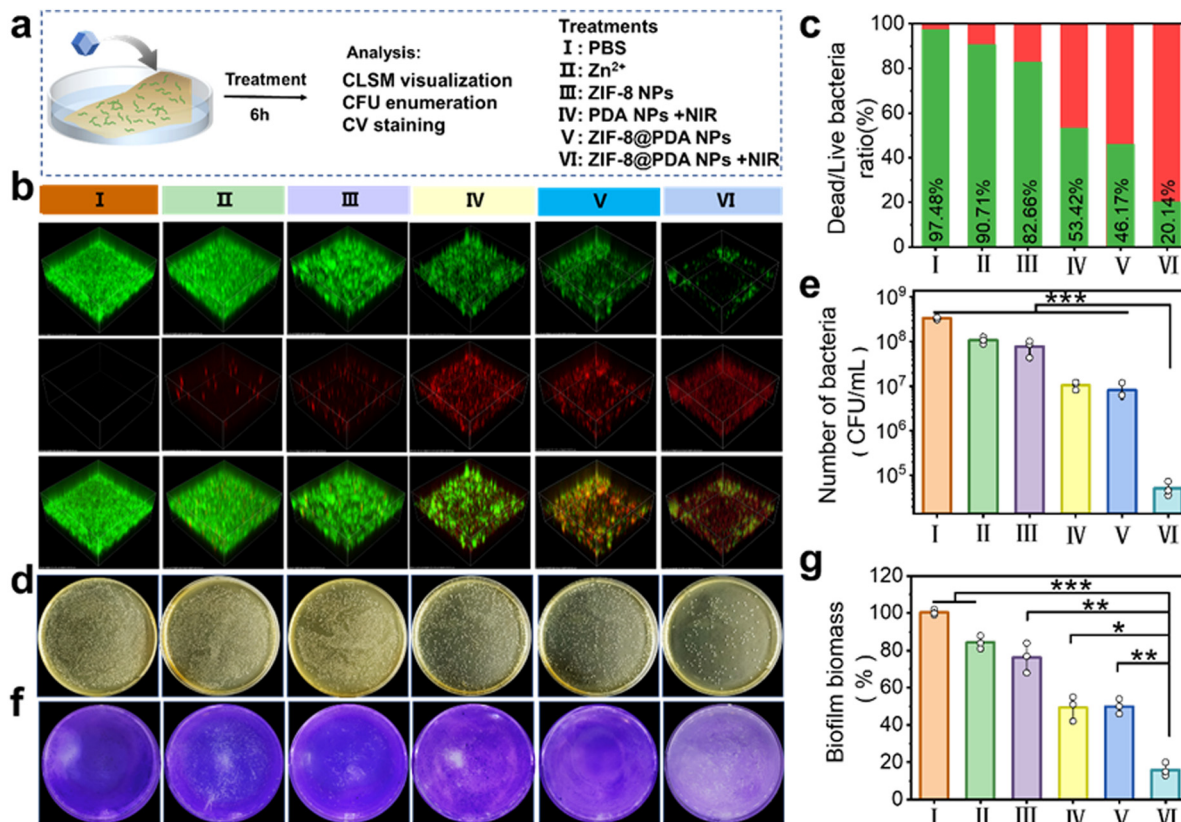 a
Treatment
6h
Analysis:
CLSM visualization
CFU enumeration
CV staining
Treatments
Ⅰ : PBS
Ⅱ : Zn²⁺
Ⅲ : ZIF-8 NPs
Ⅳ: PDA NPs +NIR
Ⅴ : ZIF-8@PDA NPs
Ⅵ: ZIF-8@PDA NPs +NIR
b
Ⅰ Ⅱ Ⅲ Ⅳ Ⅴ Ⅵ
c
Dead/Live bacteria
ratio(%)
100
80
60
40
20
0
97.48% 90.71% 82.66% 53.42% 46.17% 20.14%
Ⅰ Ⅱ Ⅲ Ⅳ Ⅴ Ⅵ
d
e
Number of bacteria
( CFU/mL )
10⁹
10⁸
10⁷
10⁶
10⁵
***
Ⅰ Ⅱ Ⅲ Ⅳ Ⅴ Ⅵ
f
g
Biofilm biomass
( % )
120
100
80
60
40
20
0
***
**
*
**
Ⅰ Ⅱ Ⅲ Ⅳ Ⅴ Ⅵ